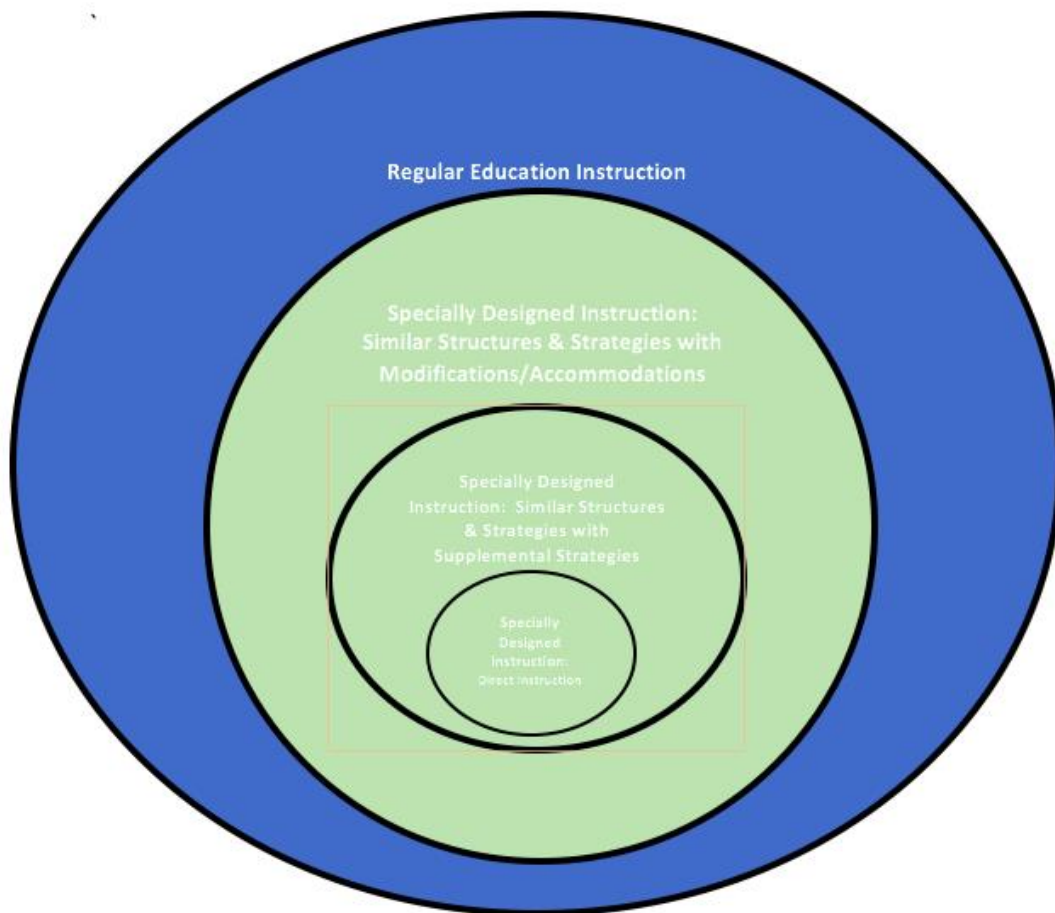 Regular Education Instruction
Specially Designed Instruction:
Similar Structures & Strategies with
Modifications/Accommodations
Specially Designed
Instruction: Similar Structures
& Strategies with
Supplemental Strategies
Specially
Designed
Instruction:
Direct Instruction